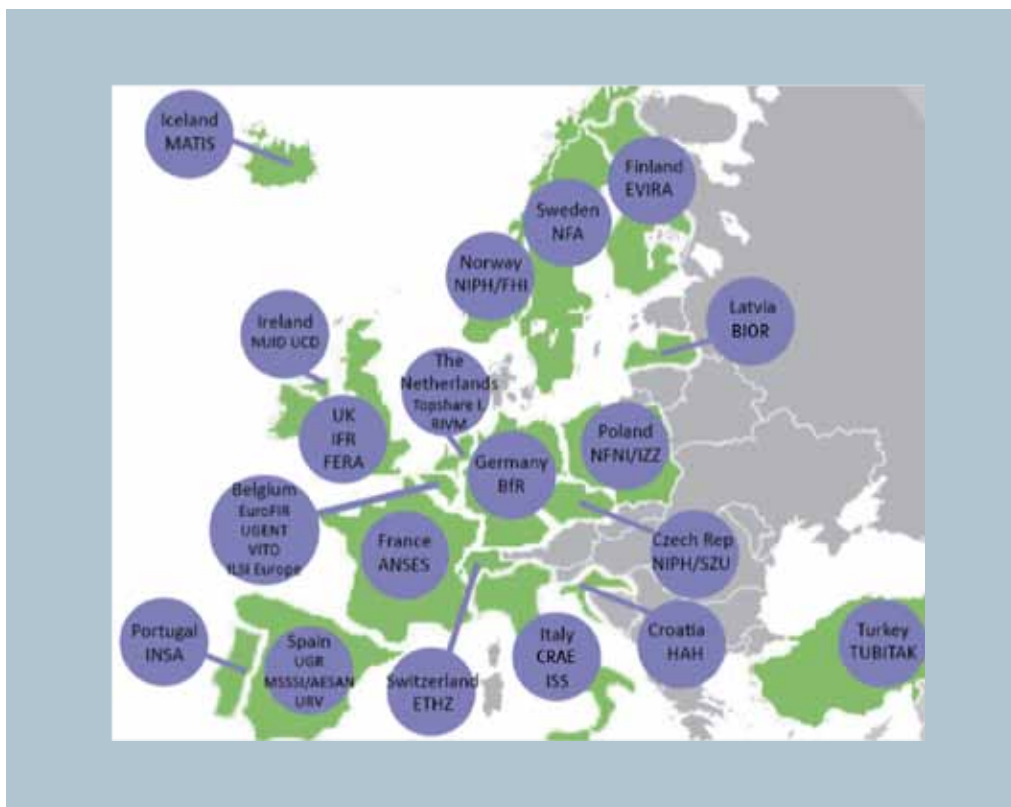 Iceland
MATIS
Finland
EVIRA
Sweden
NFA
Norway
NIPH/FHI
Latvia
BIOR
Ireland
NUID UCD
The
Netherlands
Topshare I.
RIVM
UK
IFR
FERA
Poland
NFNI/IZZ
Germany
BfR
Belgium
EuroFIR
UGENT
VITO
ILSI Europe
France
ANSES
Czech Rep
NIPH/SZU
Portugal
INSA
Spain
UGR
MSSSI/AESAN
URV
Switzerland
ETHZ
Italy
CRAE
ISS
Croatia
HAH
Turkey
TUBITAK